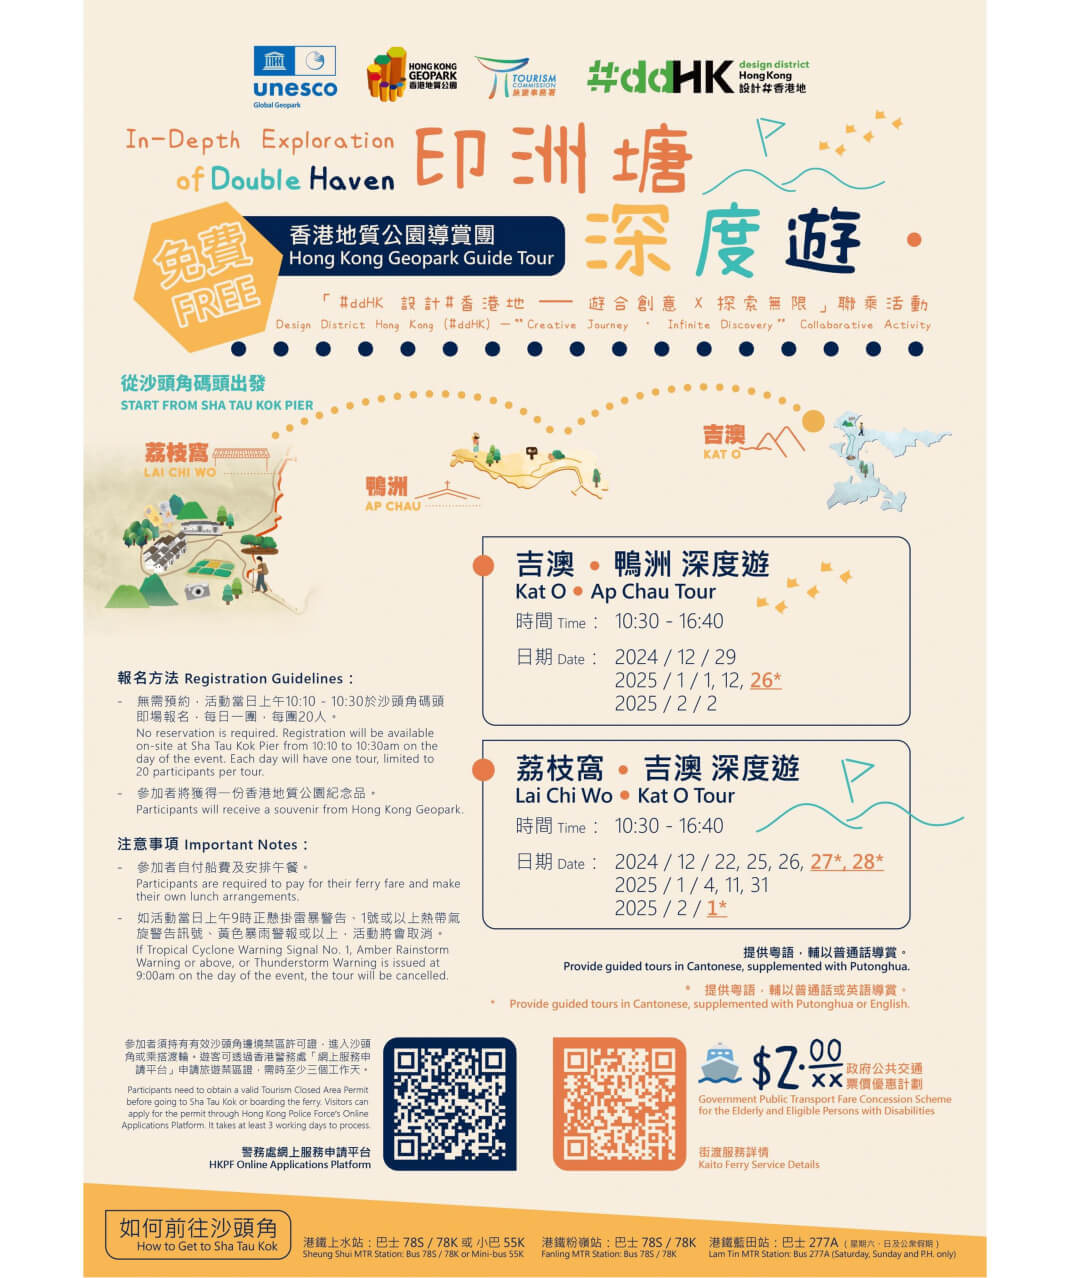 unesco
Global Geopark
HONG KONG
GEOPARK
香港地質公園
TOURISM
COMMISSION
旅遊事務署
#ddHK
design district
Hong Kong
設計#香港地
In-Depth Exploration
of Double Haven
印洲塘
深度遊
免費
FREE
香港地質公園導賞團
Hong Kong Geopark Guide Tour
「#ddHK 設計#香港地 — 遊合創意 X 探索無限」聯乘活動
Design District Hong Kong (#ddHK) — "Creative Journey · Infinite Discovery" Collaborative Activity
從沙頭角碼頭出發
START FROM SHA TAU KOK PIER
荔枝窩
LAI CHI WO
鴨洲
AP CHAU
吉澳
KAT O
吉澳 • 鴨洲 深度遊
Kat O • Ap Chau Tour
時間 Time : 10:30 - 16:40
日期 Date : 2024 / 12 / 29
2025 / 1 / 1, 12, 26*
2025 / 2 / 2
荔枝窩 • 吉澳 深度遊
Lai Chi Wo • Kat O Tour
時間 Time : 10:30 - 16:40
日期 Date : 2024 / 12 / 22, 25, 26, 27*, 28*
2025 / 1 / 4, 11, 31
2025 / 2 / 1*
提供粵語，輔以普通話導賞。
Provide guided tours in Cantonese, supplemented with Putonghua.
* 提供粵語，輔以普通話或英語導賞。
* Provide guided tours in Cantonese, supplemented with Putonghua or English.
報名方法 Registration Guidelines :
- 無需預約，活動當日上午10:10 - 10:30於沙頭角碼頭
即場報名，每日一團，每團20人。
No reservation is required. Registration will be available
on-site at Sha Tau Kok Pier from 10:10 to 10:30am on the
day of the event. Each day will have one tour, limited to
20 participants per tour.
- 參加者將獲得一份香港地質公園紀念品。
Participants will receive a souvenir from Hong Kong Geopark.
注意事項 Important Notes :
- 參加者自付船費及安排午餐。
Participants are required to pay for their ferry fare and make
their own lunch arrangements.
- 如活動當日上午9時正懸掛雷暴警告、1號或以上熱帶氣
旋警告訊號、黃色暴雨警報或以上，活動將會取消。
If Tropical Cyclone Warning Signal No. 1, Amber Rainstorm
Warning or above, or Thunderstorm Warning is issued at
9:00am on the day of the event, the tour will be cancelled.
參加者須持有有效沙頭角邊境禁區許可證，進入沙頭
角或乘搭渡輪。遊客可透過香港警務處「網上服務申
請平台」申請旅遊禁區證，需時至少三個工作天。
Participants need to obtain a valid Tourism Closed Area Permit
before going to Sha Tau Kok or boarding the ferry. Visitors can
apply for the permit through Hong Kong Police Force's Online
Applications Platform. It takes at least 3 working days to process.
警務處網上服務申請平台
HKPF Online Applications Platform
$2.00
xx
政府公共交通
票價優惠計劃
Government Public Transport Fare Concession Scheme
for the Elderly and Eligible Persons with Disabilities
街渡服務詳情
Kaito Ferry Service Details
如何前往沙頭角
How to Get to Sha Tau Kok
港鐵上水站：巴士 78S / 78K 或 小巴 55K
Sheung Shui MTR Station: Bus 78S / 78K or Mini-bus 55K
港鐵粉嶺站：巴士 78S / 78K
Fanling MTR Station: Bus 78S / 78K
港鐵藍田站：巴士 277A（星期六、日及公眾假期）
Lam Tin MTR Station: Bus 277A (Saturday, Sunday and P.H. only)